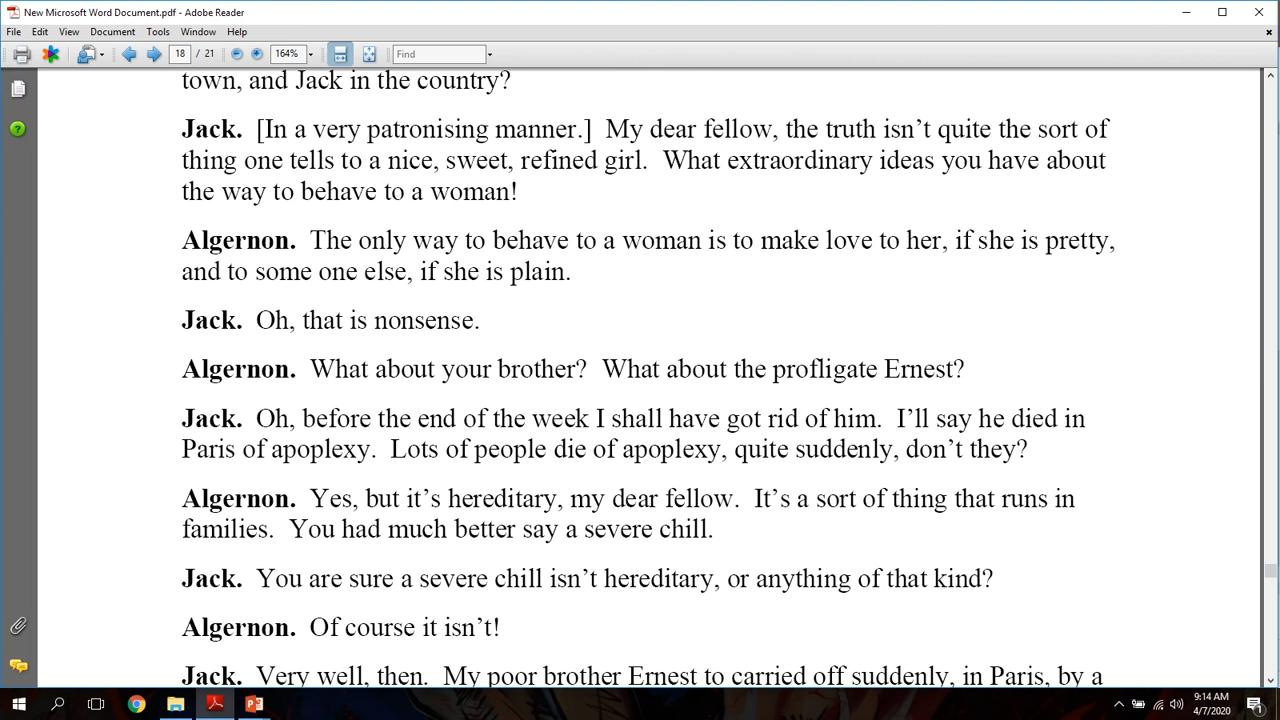 New Microsoft Word Document.pdf - Adobe Reader
File Edit View Document Tools Window Help
18 / 21 164% Find
town, and Jack in the country?
Jack. [In a very patronising manner.] My dear fellow, the truth isn’t quite the sort of
thing one tells to a nice, sweet, refined girl. What extraordinary ideas you have about
the way to behave to a woman!
Algernon. The only way to behave to a woman is to make love to her, if she is pretty,
and to some one else, if she is plain.
Jack. Oh, that is nonsense.
Algernon. What about your brother? What about the profligate Ernest?
Jack. Oh, before the end of the week I shall have got rid of him. I’ll say he died in
Paris of apoplexy. Lots of people die of apoplexy, quite suddenly, don’t they?
Algernon. Yes, but it’s hereditary, my dear fellow. It’s a sort of thing that runs in
families. You had much better say a severe chill.
Jack. You are sure a severe chill isn’t hereditary, or anything of that kind?
Algernon. Of course it isn’t!
Jack. Very well, then. My poor brother Ernest to carried off suddenly, in Paris, by a
9:14 AM
4/7/2020